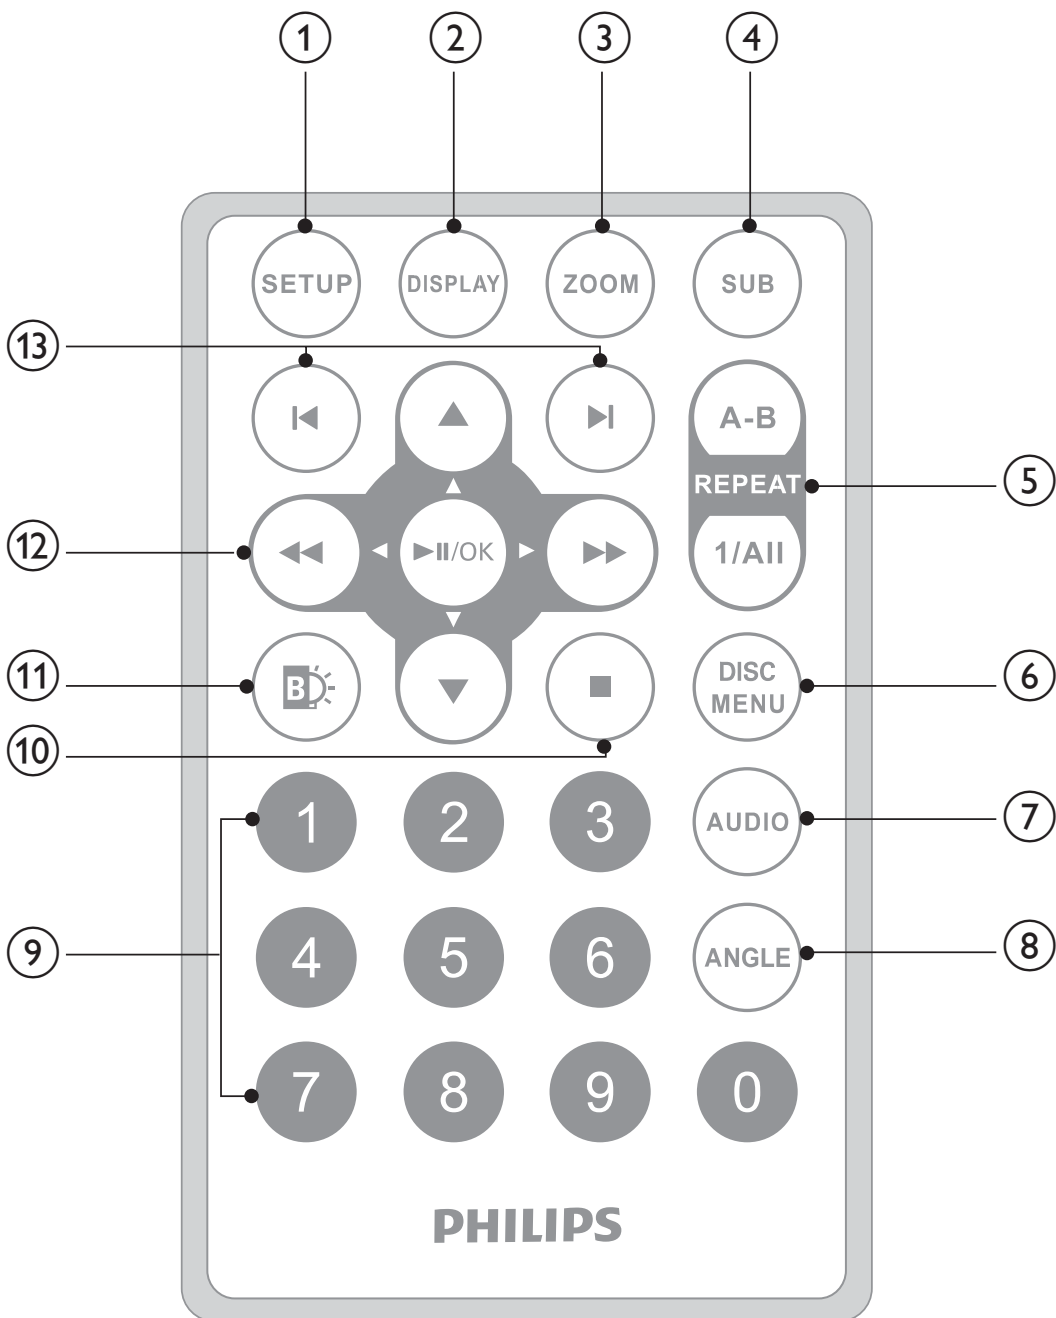 1 2 3 4
SETUP DISPLAY ZOOM SUB
13
A-B
REPEAT 5
12 /OK 1/All
11 B DISC MENU 6
10
1 2 3 AUDIO 7
9 4 5 6 ANGLE 8
7 8 9 0
PHILIPS